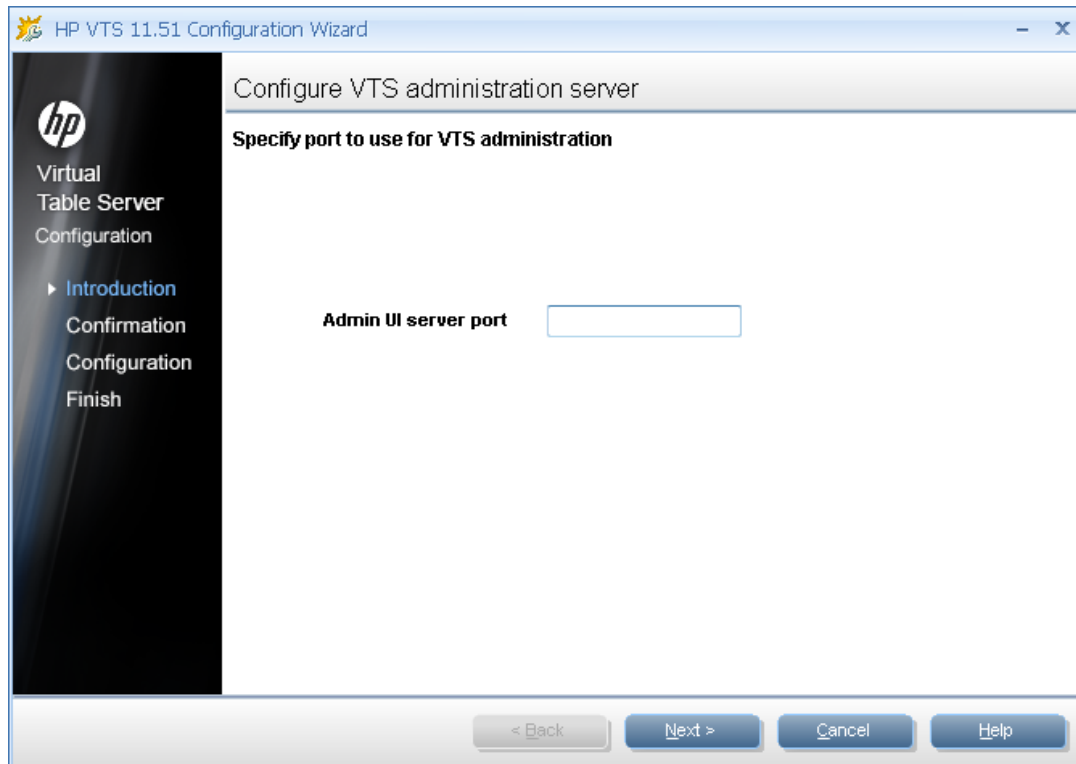 HP VTS 11.51 Configuration Wizard
hp
Virtual
Table Server
Configuration
Introduction
Confirmation
Configuration
Finish
Configure VTS administration server
Specify port to use for VTS administration
Admin UI server port
< Back
Next >
Cancel
Help